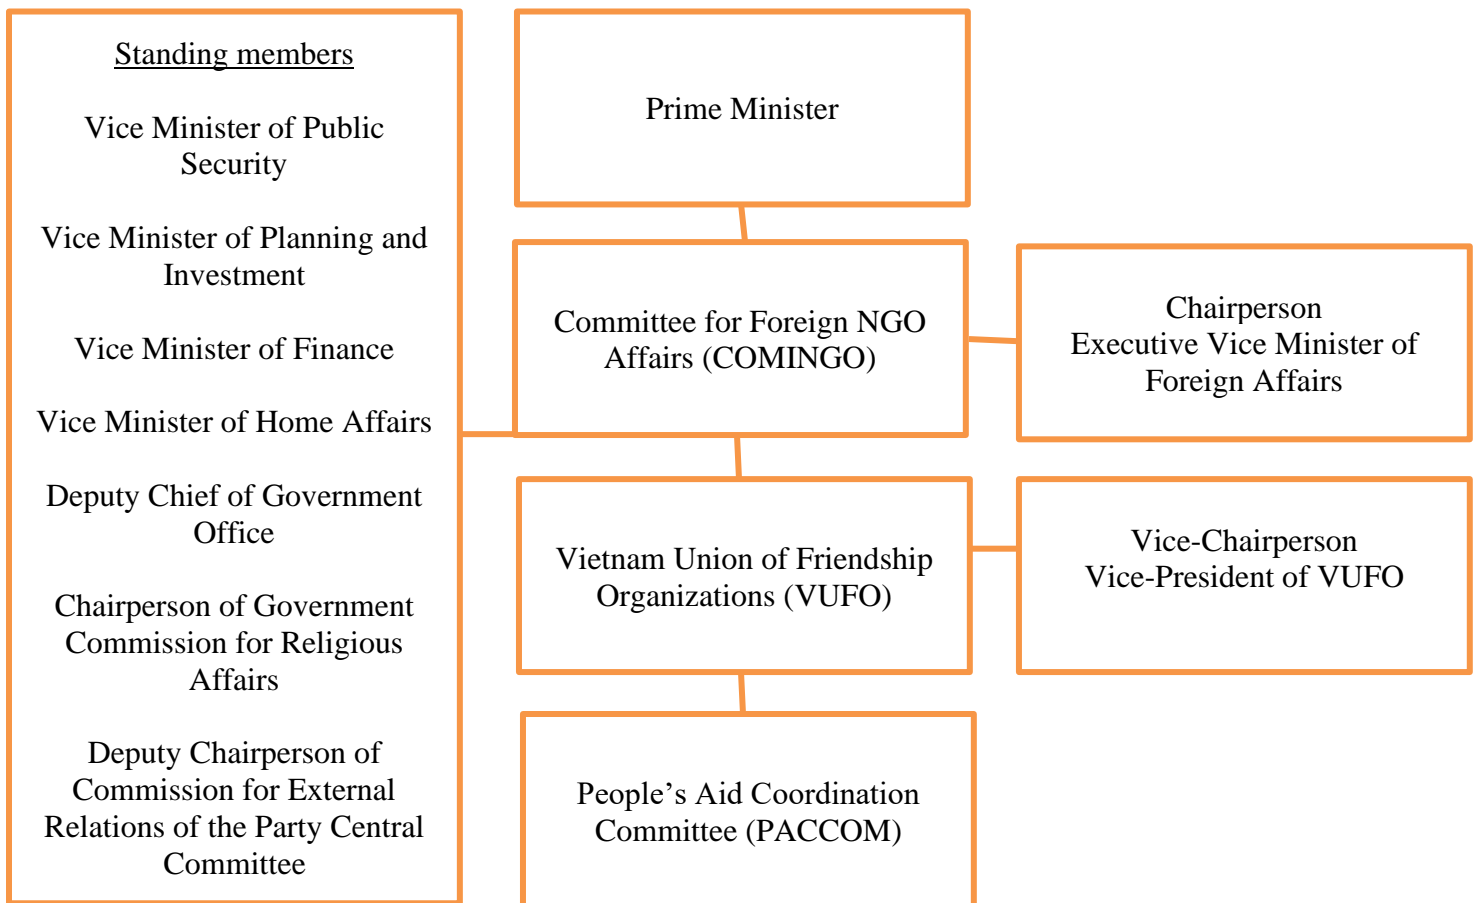 Standing members
Vice Minister of Public
Security
Vice Minister of Planning and
Investment
Vice Minister of Finance
Vice Minister of Home Affairs
Deputy Chief of Government
Office
Chairperson of Government
Commission for Religious
Affairs
Deputy Chairperson of
Commission for External
Relations of the Party Central
Committee
Prime Minister
Committee for Foreign NGO
Affairs (COMINGO)
Chairperson
Executive Vice Minister of
Foreign Affairs
Vietnam Union of Friendship
Organizations (VUFO)
Vice-Chairperson
Vice-President of VUFO
People’s Aid Coordination
Committee (PACCOM)